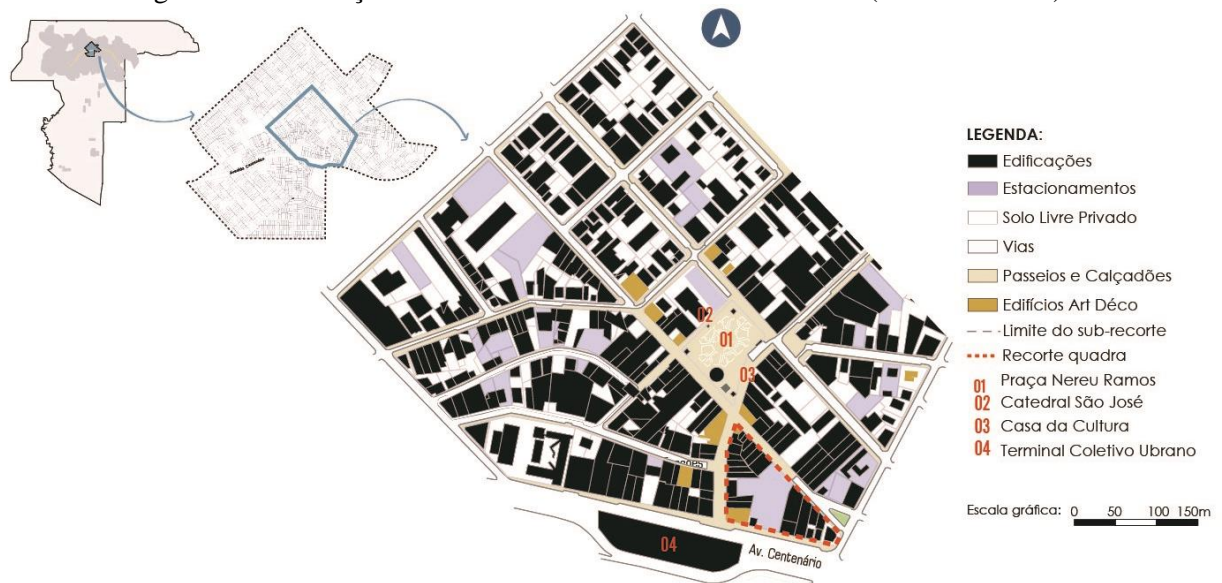 LEGENDA:
Edificações
Estacionamentos
Solo Livre Privado
Vias
Passeios e Calçadões
Edifícios Art Déco
Limite do sub-recorte
Recorte quadra
01 Praça Nereu Ramos
02 Catedral São José
03 Casa da Cultura
04 Terminal Coletivo Ubrano
Escala gráfica: 0 50 100 150m
02
01
03
04
Av. Centenário